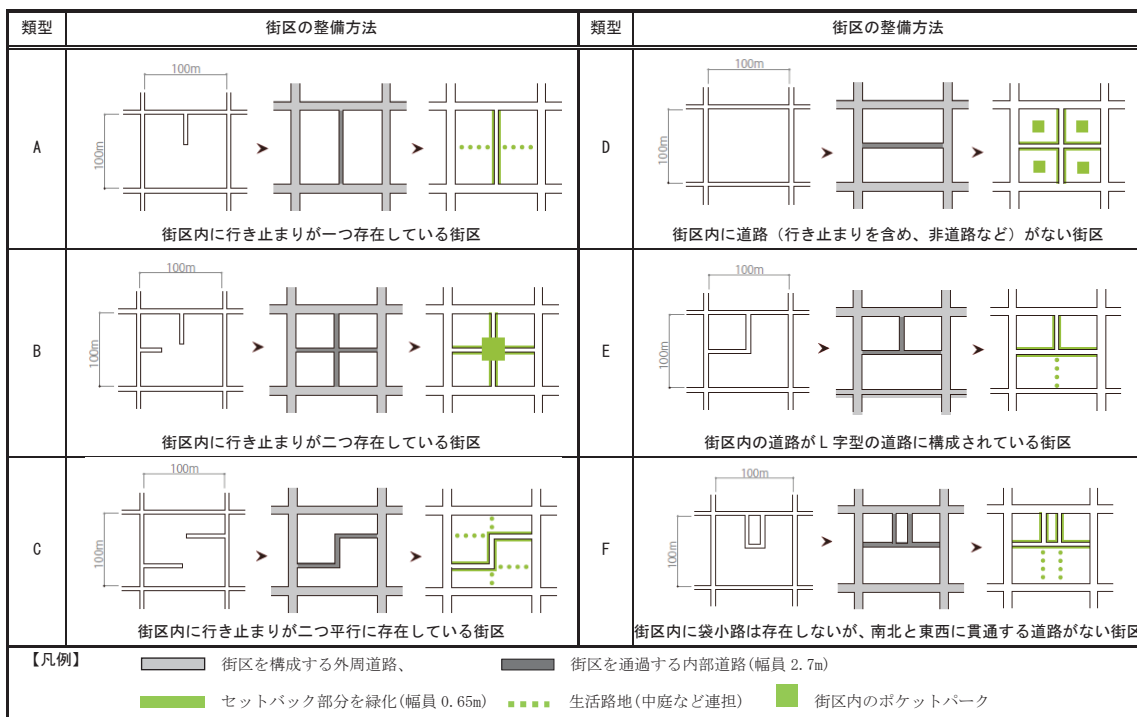 類型
街区の整備方法
類型
街区の整備方法
A
100m
100m
街区内に行き止まりが一つ存在している街区
D
100m
100m
街区内に道路（行き止まりを含め、非道路など）がない街区
B
100m
100m
街区内に行き止まりが二つ存在している街区
E
100m
100m
街区内の道路がＬ字型の道路に構成されている街区
C
100m
100m
街区内に行き止まりが二つ平行に存在している街区
F
100m
100m
街区内に袋小路は存在しないが、南北と東西に貫通する道路がない街区
【凡例】
街区を構成する外周道路、
街区を通過する内部道路(幅員 2.7m)
セットバック部分を緑化(幅員 0.65m)
生活路地(中庭など連担)
街区内のポケットパーク